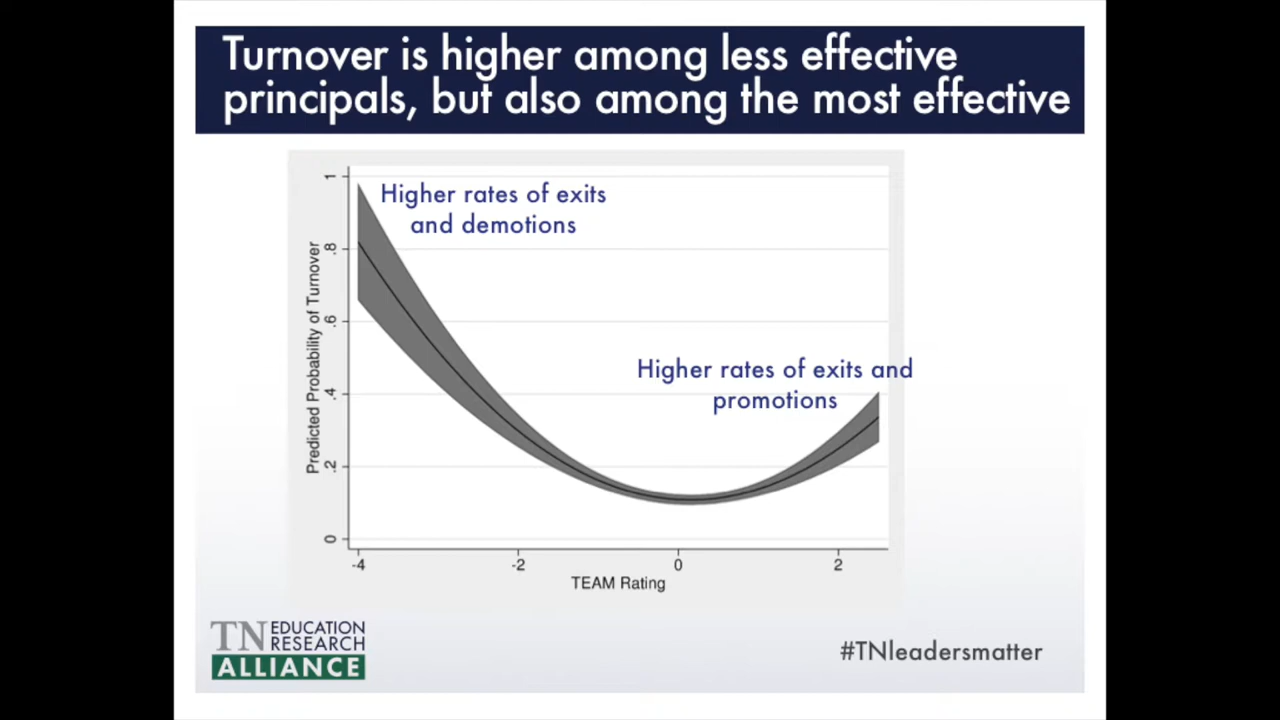 Turnover is higher among less effective
principals, but also among the most effective
Higher rates of exits
and demotions
Higher rates of exits and
promotions
Predicted Probability of Turnover
1
.8
.6
.4
.2
0
-4
-2
0
2
TEAM Rating
TN EDUCATION
RESEARCH
ALLIANCE
#TNleadersmatter